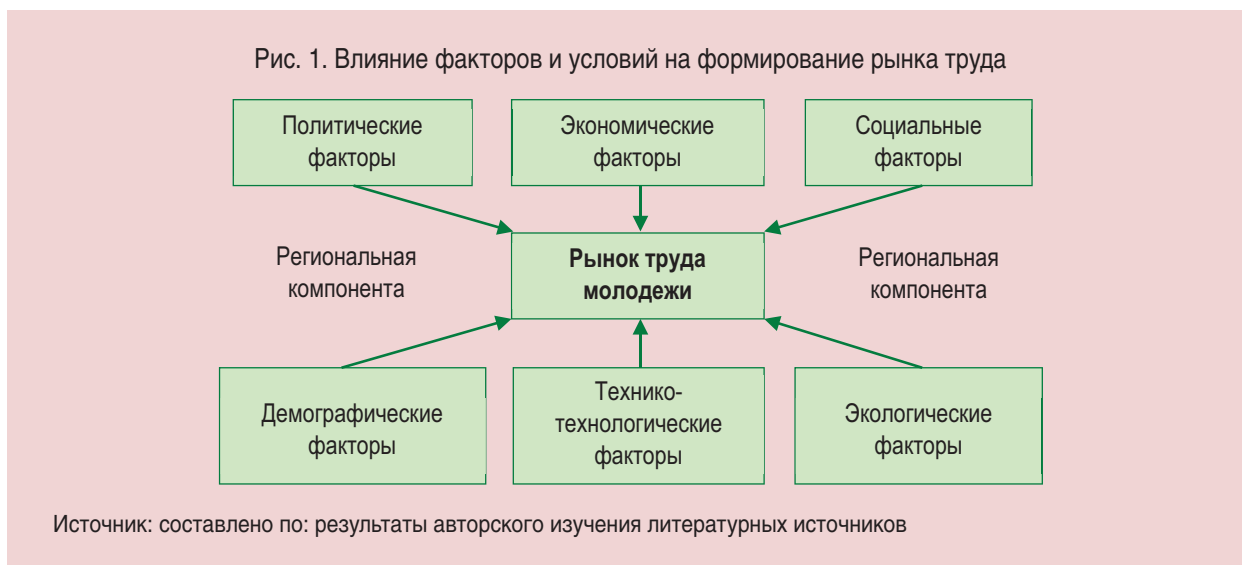 Рис. 1. Влияние факторов и условий на формирование рынка труда
Политические
факторы
Экономические
факторы
Социальные
факторы
Региональная
компонента
Рынок труда
молодежи
Региональная
компонента
Демографические
факторы
Технико-
технологические
факторы
Экологические
факторы
Источник: составлено по: результаты авторского изучения литературных источников